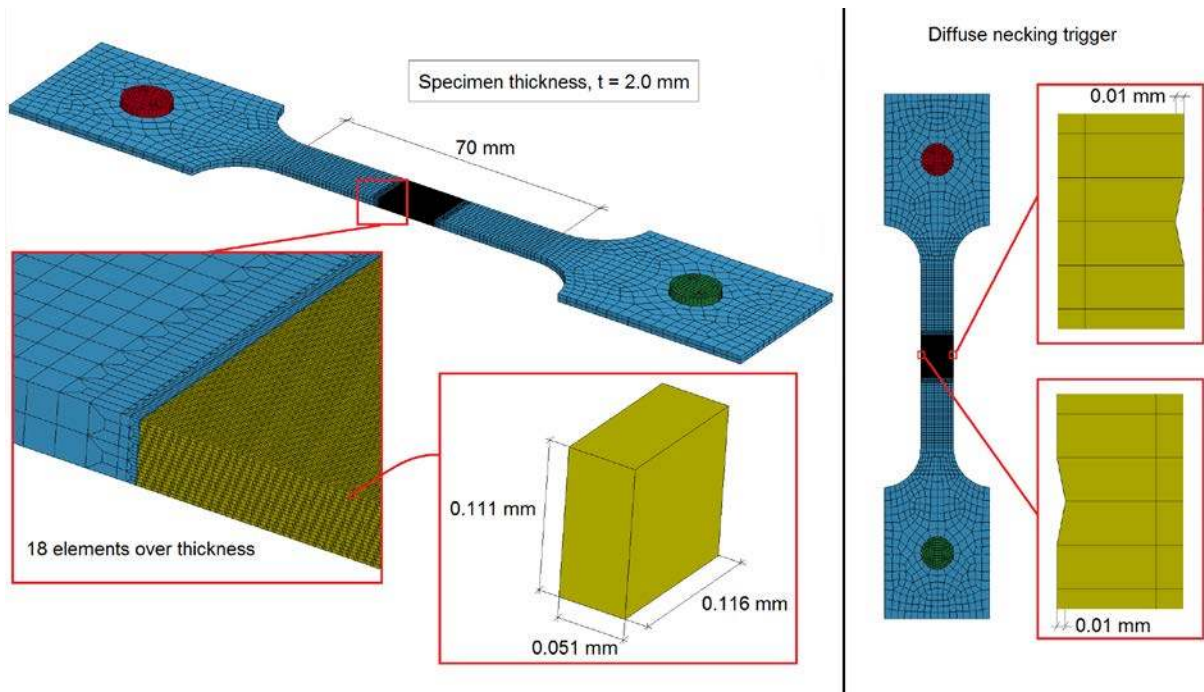 Specimen thickness, t = 2.0 mm
70 mm
18 elements over thickness
0.111 mm
0.116 mm
0.051 mm
Diffuse necking trigger
0.01 mm
0.01 mm